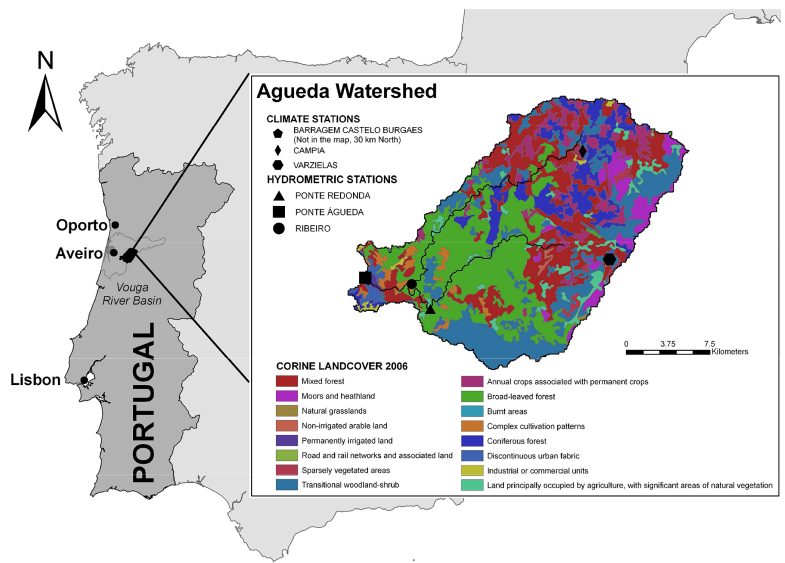 N
Oporto
Aveiro
Vouga
River Basin
Lisbon
PORTUGAL
Agueda Watershed
CLIMATE STATIONS
BARRAGEM CASTELO BURGAES
(Not in the map, 30 km North)
CAMPIA
VARZIELAS
HYDROMETRIC STATIONS
PONTE REDONDA
PONTE ÁGUEDA
RIBEIRO
0 3.75 7.5
Kilometers
CORINE LANDCOVER 2006
Mixed forest
Moors and heathland
Natural grasslands
Non-irrigated arable land
Permanently irrigated land
Road and rail networks and associated land
Sparsely vegetated areas
Transitional woodland-shrub
Annual crops associated with permanent crops
Broad-leaved forest
Burnt areas
Complex cultivation patterns
Coniferous forest
Discontinuous urban fabric
Industrial or commercial units
Land principally occupied by agriculture, with significant areas of natural vegetation